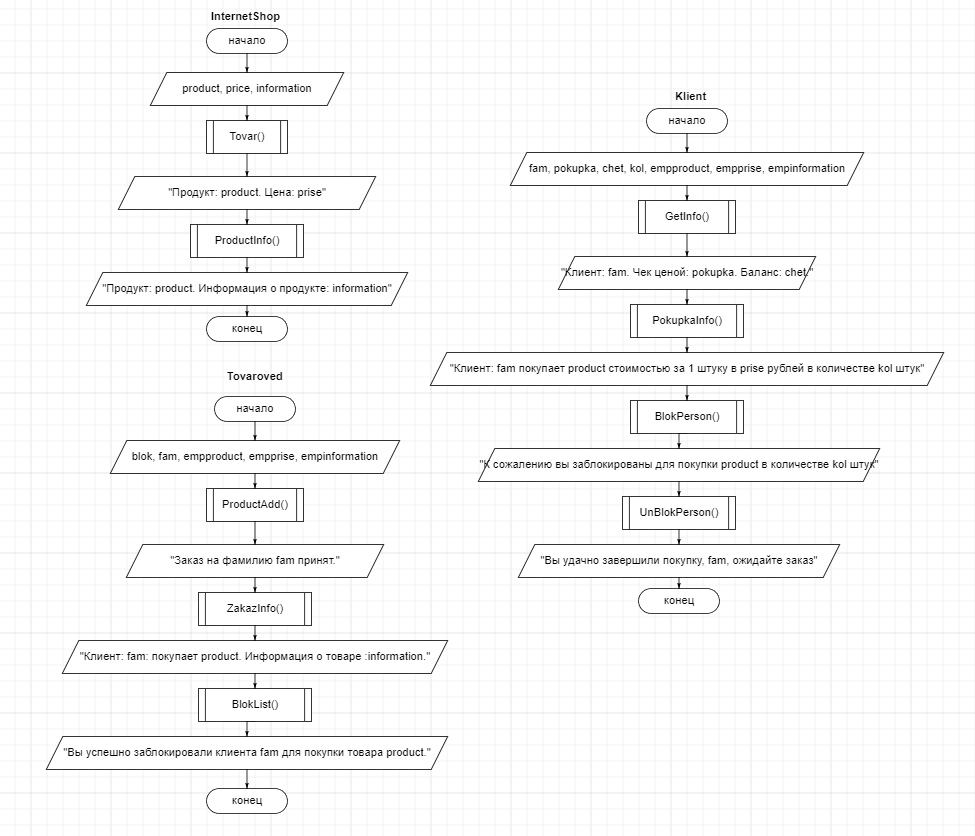 InternetShop
начало
product, price, information
Tovar()
"Продукт: product. Цена: prise"
ProductInfo()
"Продукт: product. Информация о продукте: information"
конец
Tovaroved
начало
blok, fam, empproduct, empprise, empinformation
ProductAdd()
"Заказ на фамилию fam принят."
ZakazInfo()
"Клиент: fam: покупает product. Информация о товаре :information."
BlokList()
"Вы успешно заблокировали клиента fam для покупки товара product."
конец
Klient
начало
fam, pokupka, chet, kol, empproduct, empprise, empinformation
GetInfo()
"Клиент: fam. Чек ценой: pokupka. Баланс: chet."
PokupkaInfo()
"Клиент: fam покупает product стоимостью за 1 штуку в prise рублей в количестве kol штук"
BlokPerson()
"К сожалению вы заблокированы для покупки product в количестве kol штук"
UnBlokPerson()
"Вы удачно завершили покупку, fam, ожидайте заказ"
конец